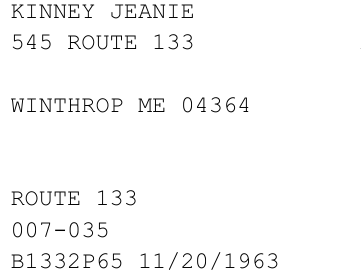 KINNEY JEANIE
545 ROUTE 133
WINTHROP ME 04364
ROUTE 133
007-035
B1332P65 11/20/1963